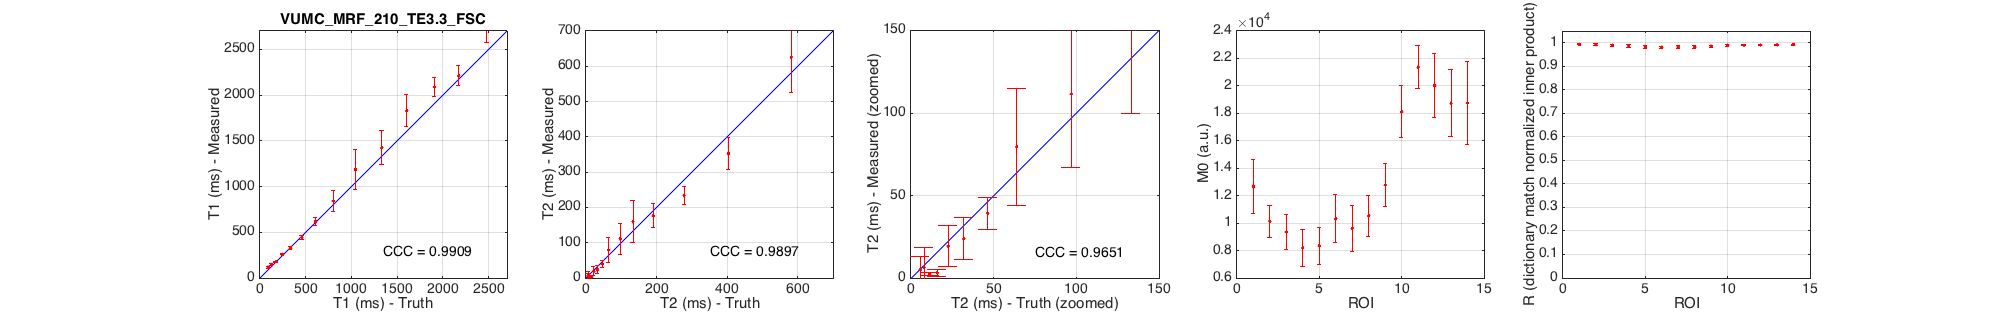 VUMC_MRF_210_TE3.3_FSC
T1 (ms) - Measured
2500
2000
1500
1000
500
0
0 500 1000 1500 2000 2500
T1 (ms) - Truth
CCC = 0.9909
T2 (ms) - Measured
700
600
500
400
300
200
100
0
0 200 400 600
T2 (ms) - Truth
CCC = 0.9897
T2 (ms) - Measured (zoomed)
150
100
50
0
0 50 100 150
T2 (ms) - Truth (zoomed)
CCC = 0.9651
×10^4
M0 (a.u.)
2.4
2.2
2
1.8
1.6
1.4
1.2
1
0.8
0.6
0 5 10 15
ROI
R (dictionary match normalized inner product)
1
0.9
0.8
0.7
0.6
0.5
0.4
0.3
0.2
0.1
0
0 5 10 15
ROI